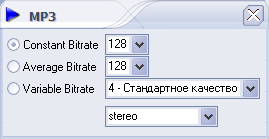 MP3
Constant Bitrate 128
Average Bitrate 128
Variable Bitrate 4 - Стандартное качество
stereo